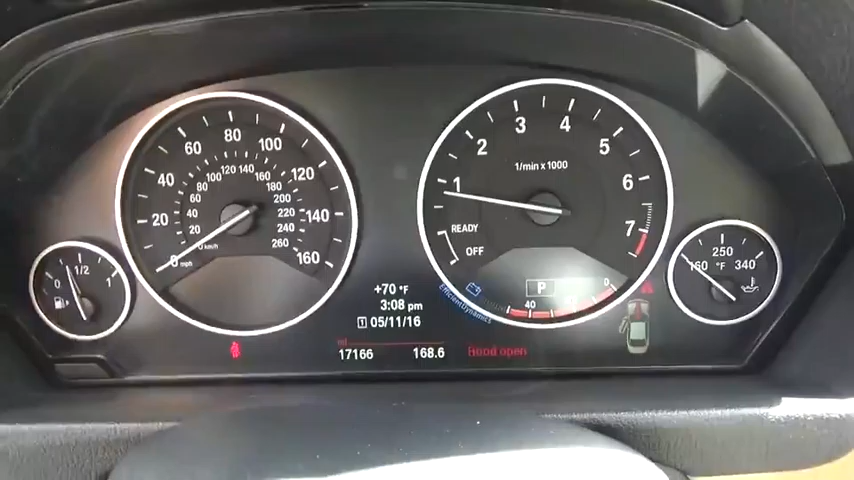 0 1/2 1
0 20 40 60 80 100 120 140 160
mph
0 20 40 60 80 100 120 140 160 180 200 220 240 260
km/h
1 2 3 4 5 6 7
1/min x 1000
READY
OFF
P
40
0
EfficientDynamics
160 250 340
°F
+70 °F
3:08 pm
1 05/11/16
mi
17166 168.6
Hood open